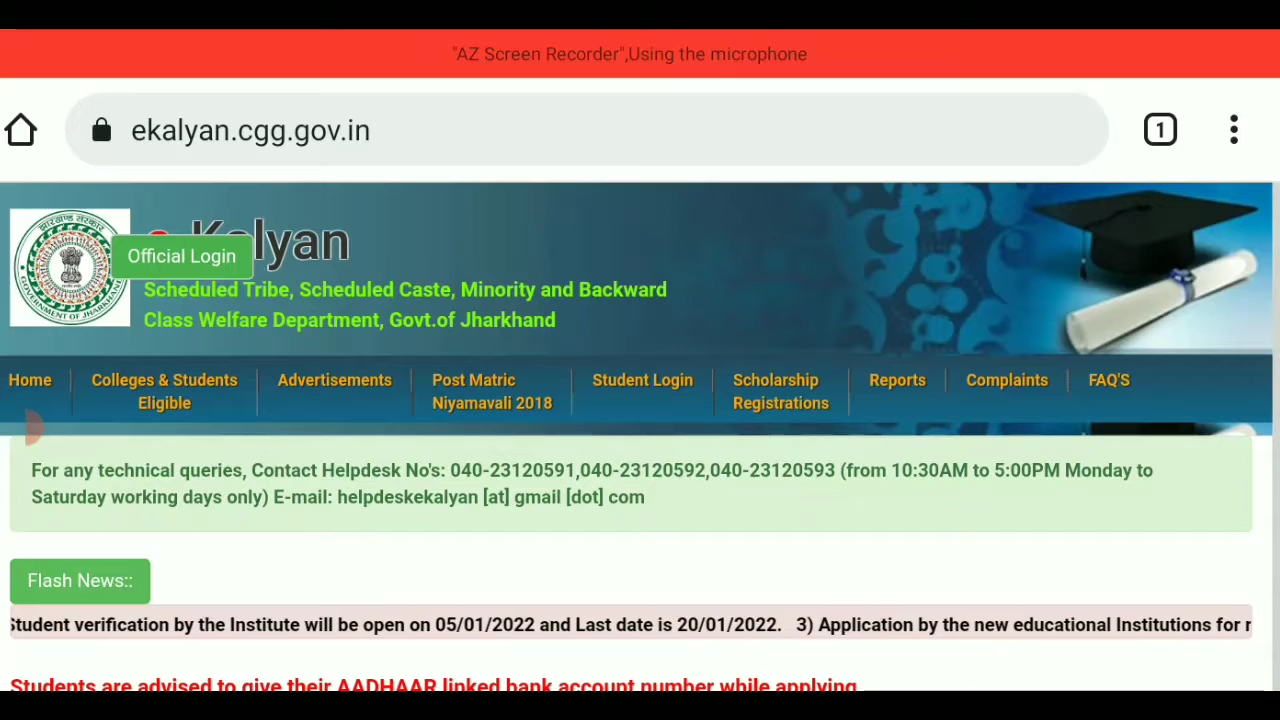 "AZ Screen Recorder",Using the microphone
ekalyan.cgg.gov.in
1
झारखण्ड सरकार
GOVERNMENT OF JHARKHAND
Official Login
Kalyan
Scheduled Tribe, Scheduled Caste, Minority and Backward
Class Welfare Department, Govt.of Jharkhand
Home
Colleges & Students
Eligible
Advertisements
Post Matric
Niyamavali 2018
Student Login
Scholarship
Registrations
Reports
Complaints
FAQ'S
For any technical queries, Contact Helpdesk No's: 040-23120591,040-23120592,040-23120593 (from 10:30AM to 5:00PM Monday to
Saturday working days only) E-mail: helpdeskekalyan [at] gmail [dot] com
Flash News::
Student verification by the Institute will be open on 05/01/2022 and Last date is 20/01/2022. 3) Application by the new educational Institutions for
Students are advised to give their AADHAAR linked bank account number while applying